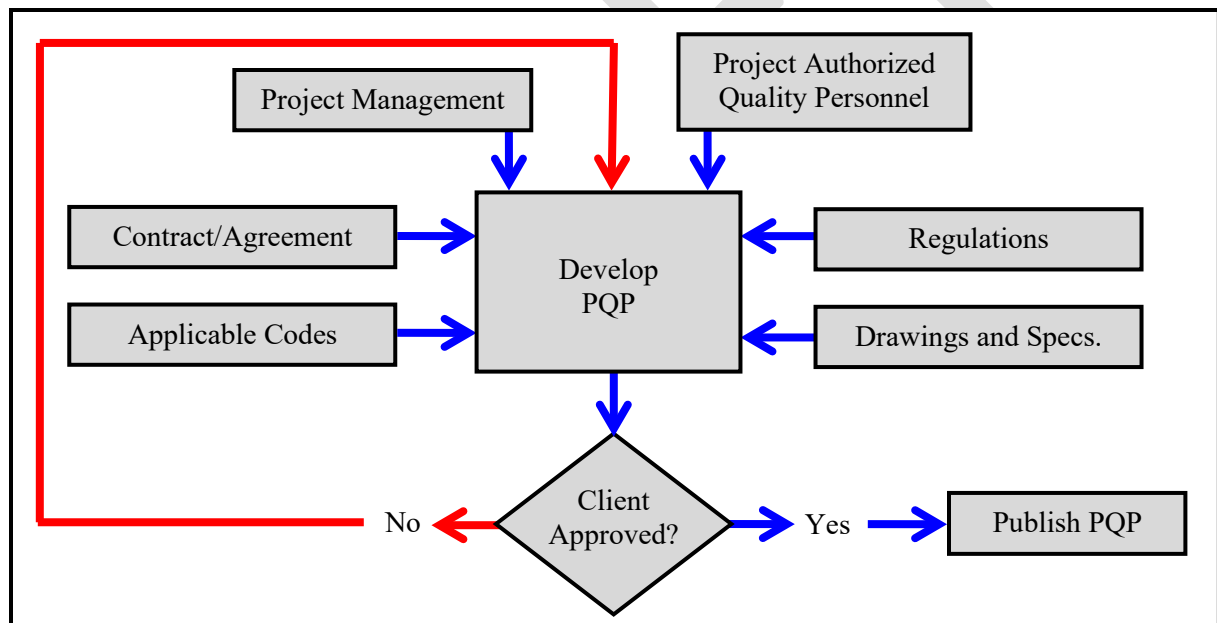 Project Management
Project Authorized
Quality Personnel
Contract/Agreement
Regulations
Develop
PQP
Applicable Codes
Drawings and Specs.
Client
Approved?
No
Yes
Publish PQP